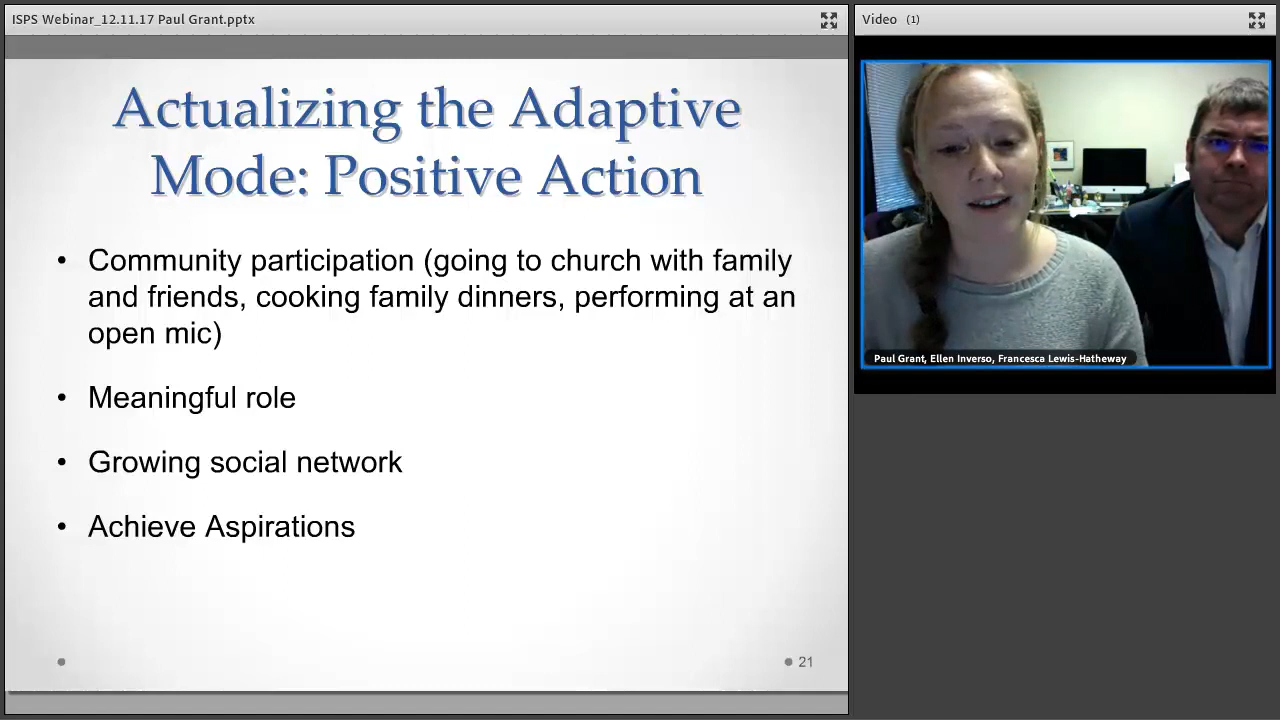 ISPS Webinar_12.11.17 Paul Grant.pptx
Video (1)
Actualizing the Adaptive
Mode: Positive Action
• Community participation (going to church with family
and friends, cooking family dinners, performing at an
open mic)
• Meaningful role
• Growing social network
• Achieve Aspirations
21
Paul Grant, Ellen Inverso, Francesca Lewis-Hatheway